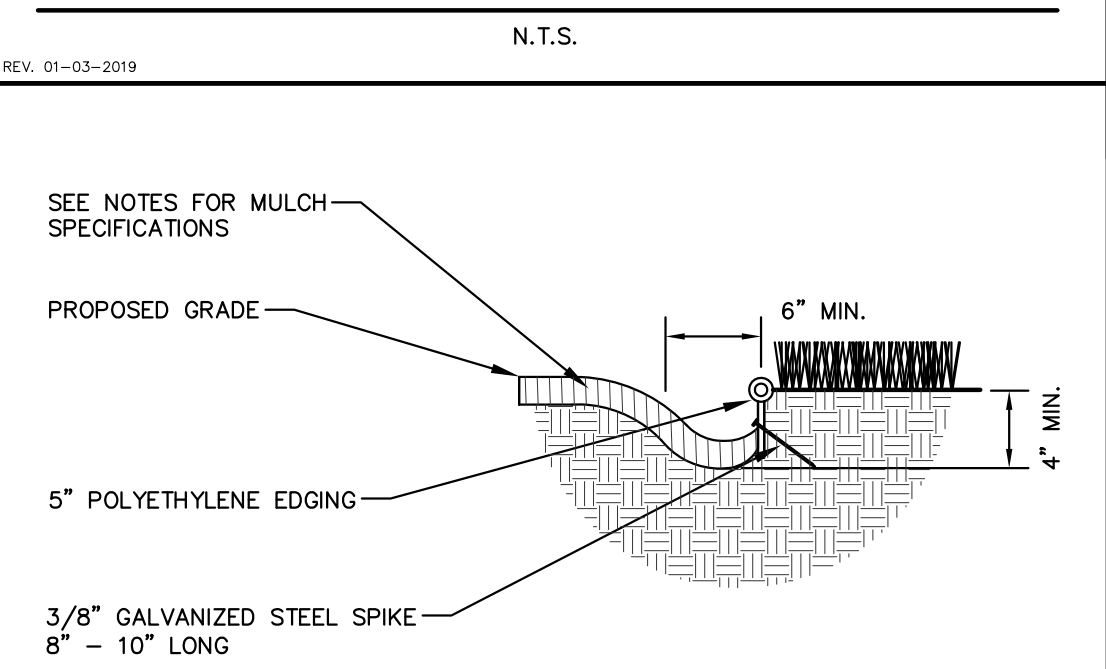 N.T.S.
REV. 01-03-2019
SEE NOTES FOR MULCH
SPECIFICATIONS
PROPOSED GRADE
6” MIN.
4” MIN.
5” POLYETHYLENE EDGING
3/8” GALVANIZED STEEL SPIKE
8” – 10” LONG